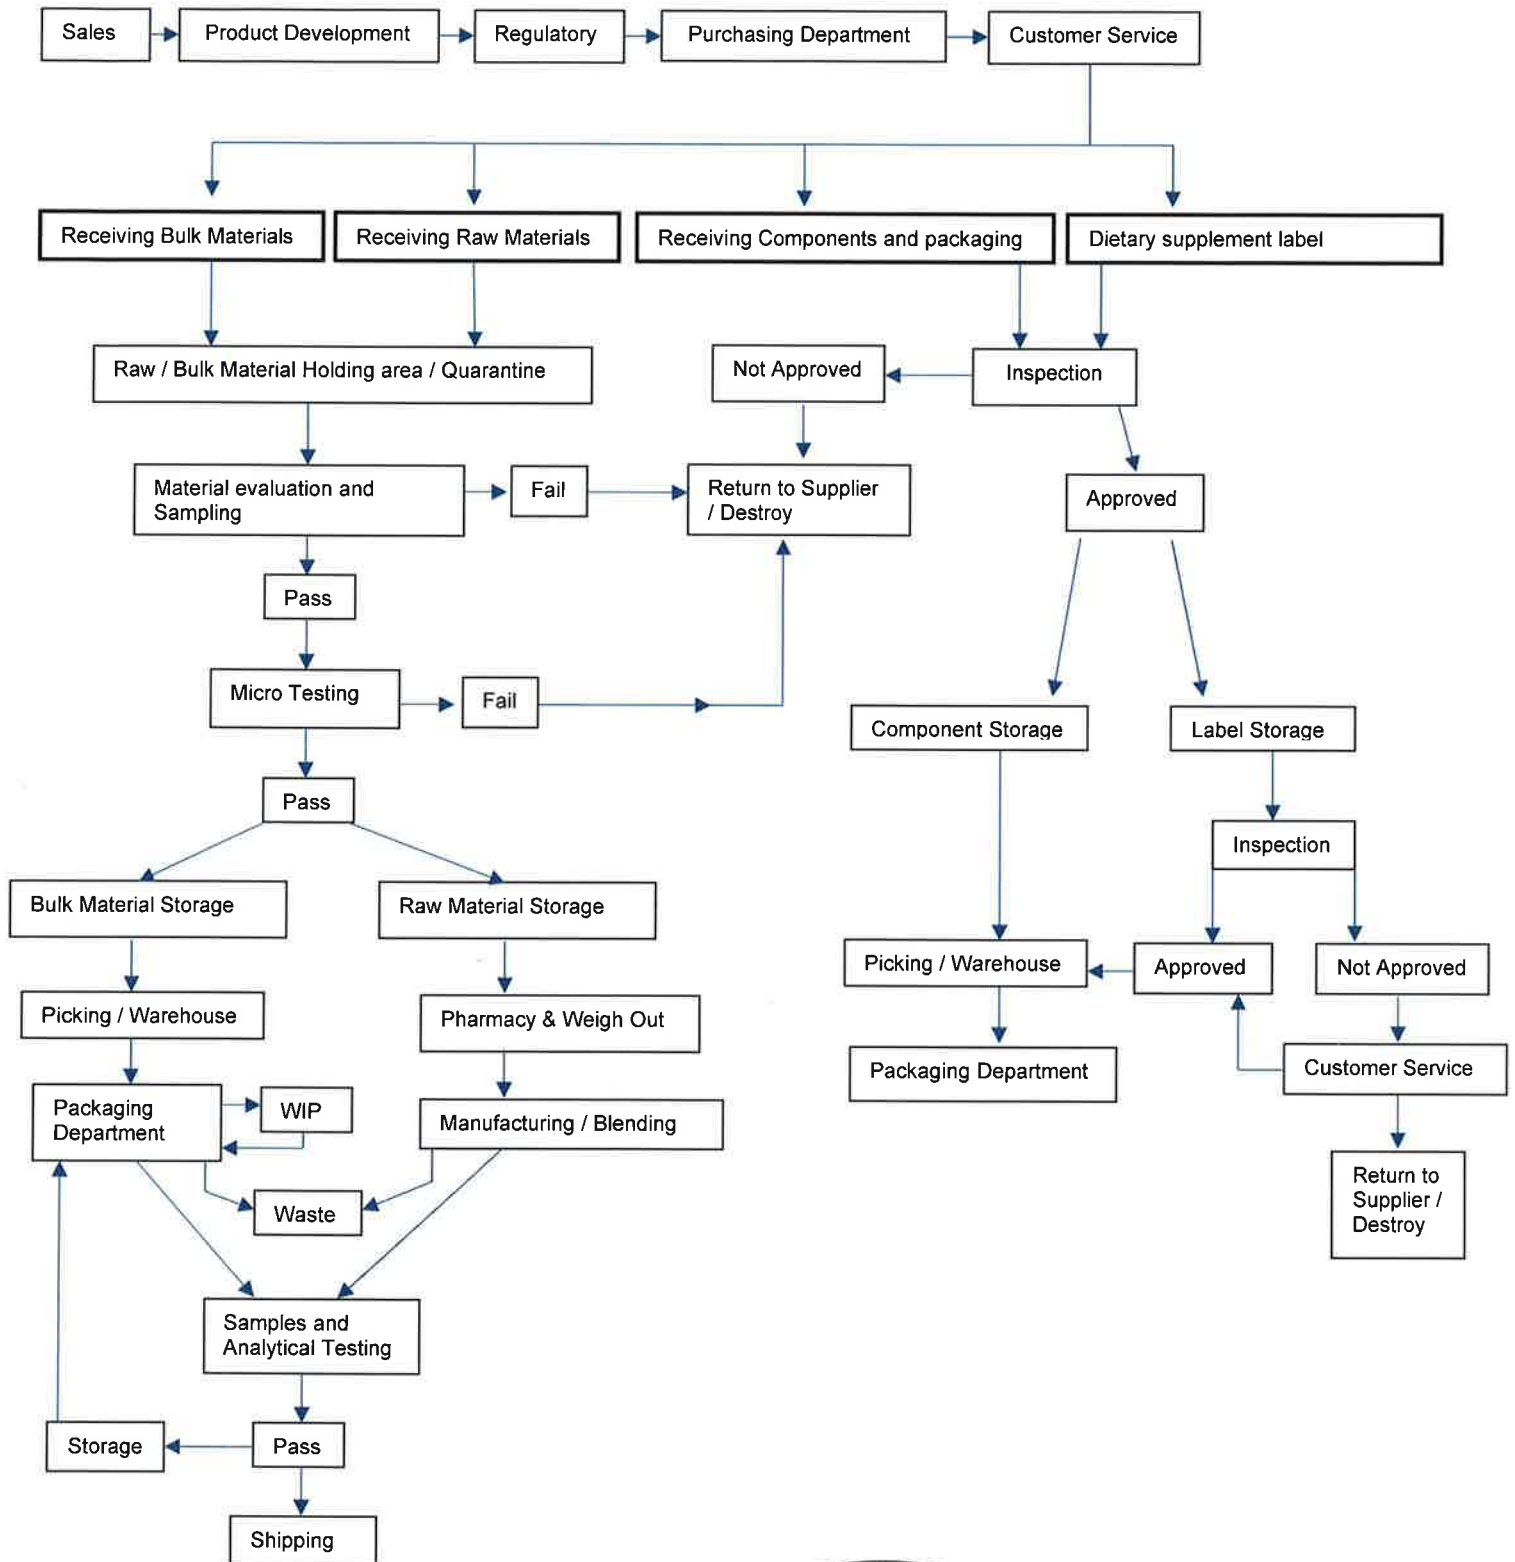 Sales
Product Development
Regulatory
Purchasing Department
Customer Service
Receiving Bulk Materials
Receiving Raw Materials
Receiving Components and packaging
Dietary supplement label
Raw / Bulk Material Holding area / Quarantine
Not Approved
Inspection
Material evaluation and
Sampling
Fail
Return to Supplier
/ Destroy
Approved
Pass
Micro Testing
Fail
Component Storage
Label Storage
Pass
Inspection
Bulk Material Storage
Raw Material Storage
Picking / Warehouse
Approved
Not Approved
Picking / Warehouse
Pharmacy & Weigh Out
Packaging Department
Customer Service
Packaging
Department
WIP
Manufacturing / Blending
Waste
Return to
Supplier /
Destroy
Samples and
Analytical Testing
Storage
Pass
Shipping